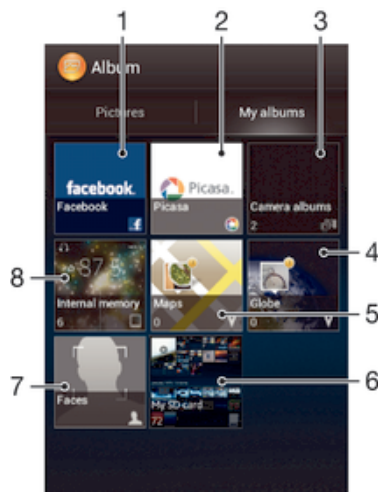 1 2 3
Album
Pictures My albums
facebook. Picasa.
Facebook Picasa Camera albums
2
4
8
Internal memory Maps Globe
6 0 0
5
7
6
Faces My SD card
72